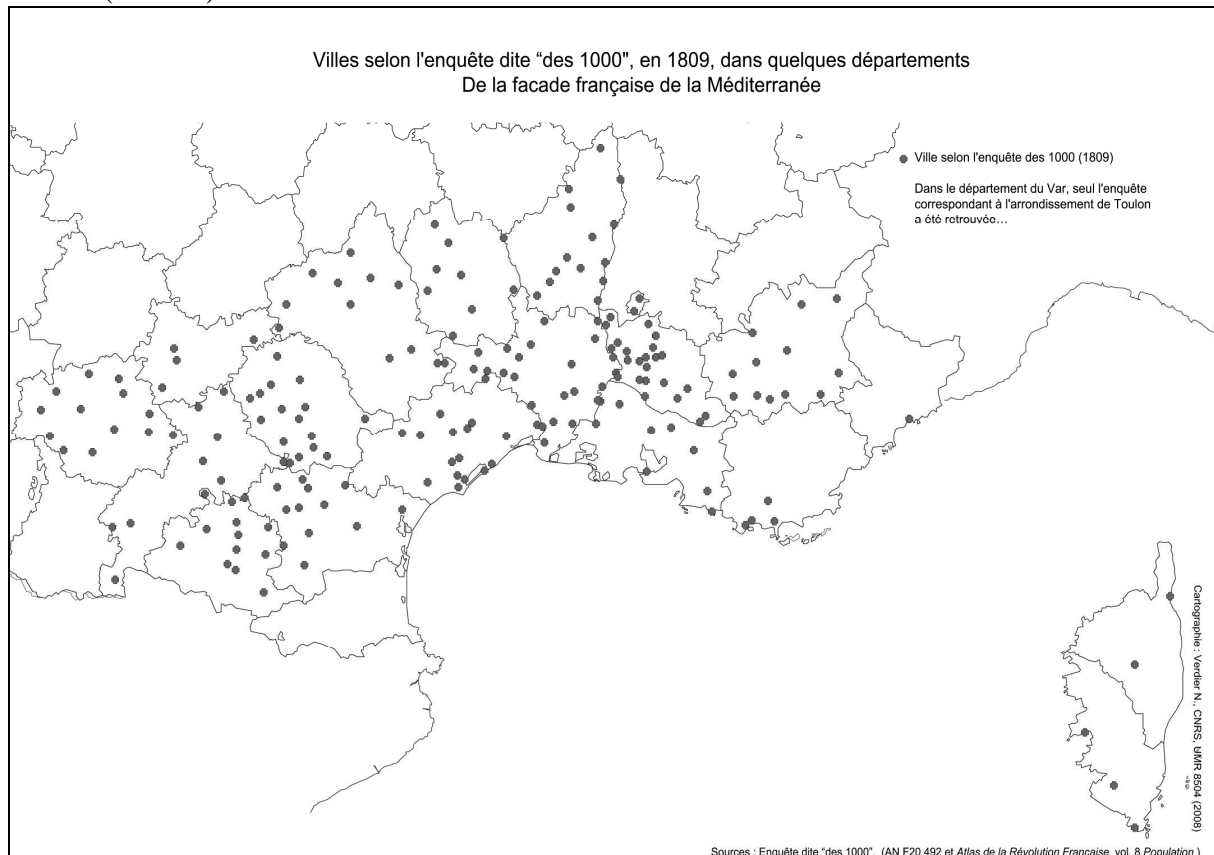 Villes selon l'enquête dite “des 1000", en 1809, dans quelques départements
De la facade française de la Méditerranée
Ville selon l'enquête des 1000 (1809)
Dans le département du Var, seul l'enquête
correspondant à l'arrondissement de Toulon
a été retrouvée…
Cartographie : Verdier N., CNRS, UMR 8504 (2008)
Sources : Enquête dite “des 1000”, (AN F20 492 et Atlas de la Révolution Française, vol. 8 Population )